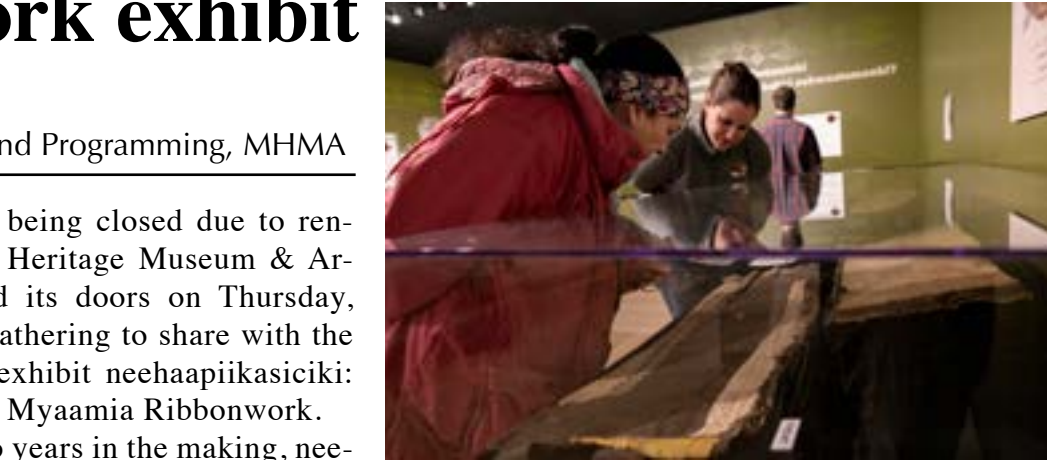 ork exhibit
nd Programming, MHMA
being closed due to ren-
Heritage Museum & Ar-
d its doors on Thursday,
athering to share with the
exhibit neehaapiikasiciki:
Myaamia Ribbonwork.
years in the making, nee-